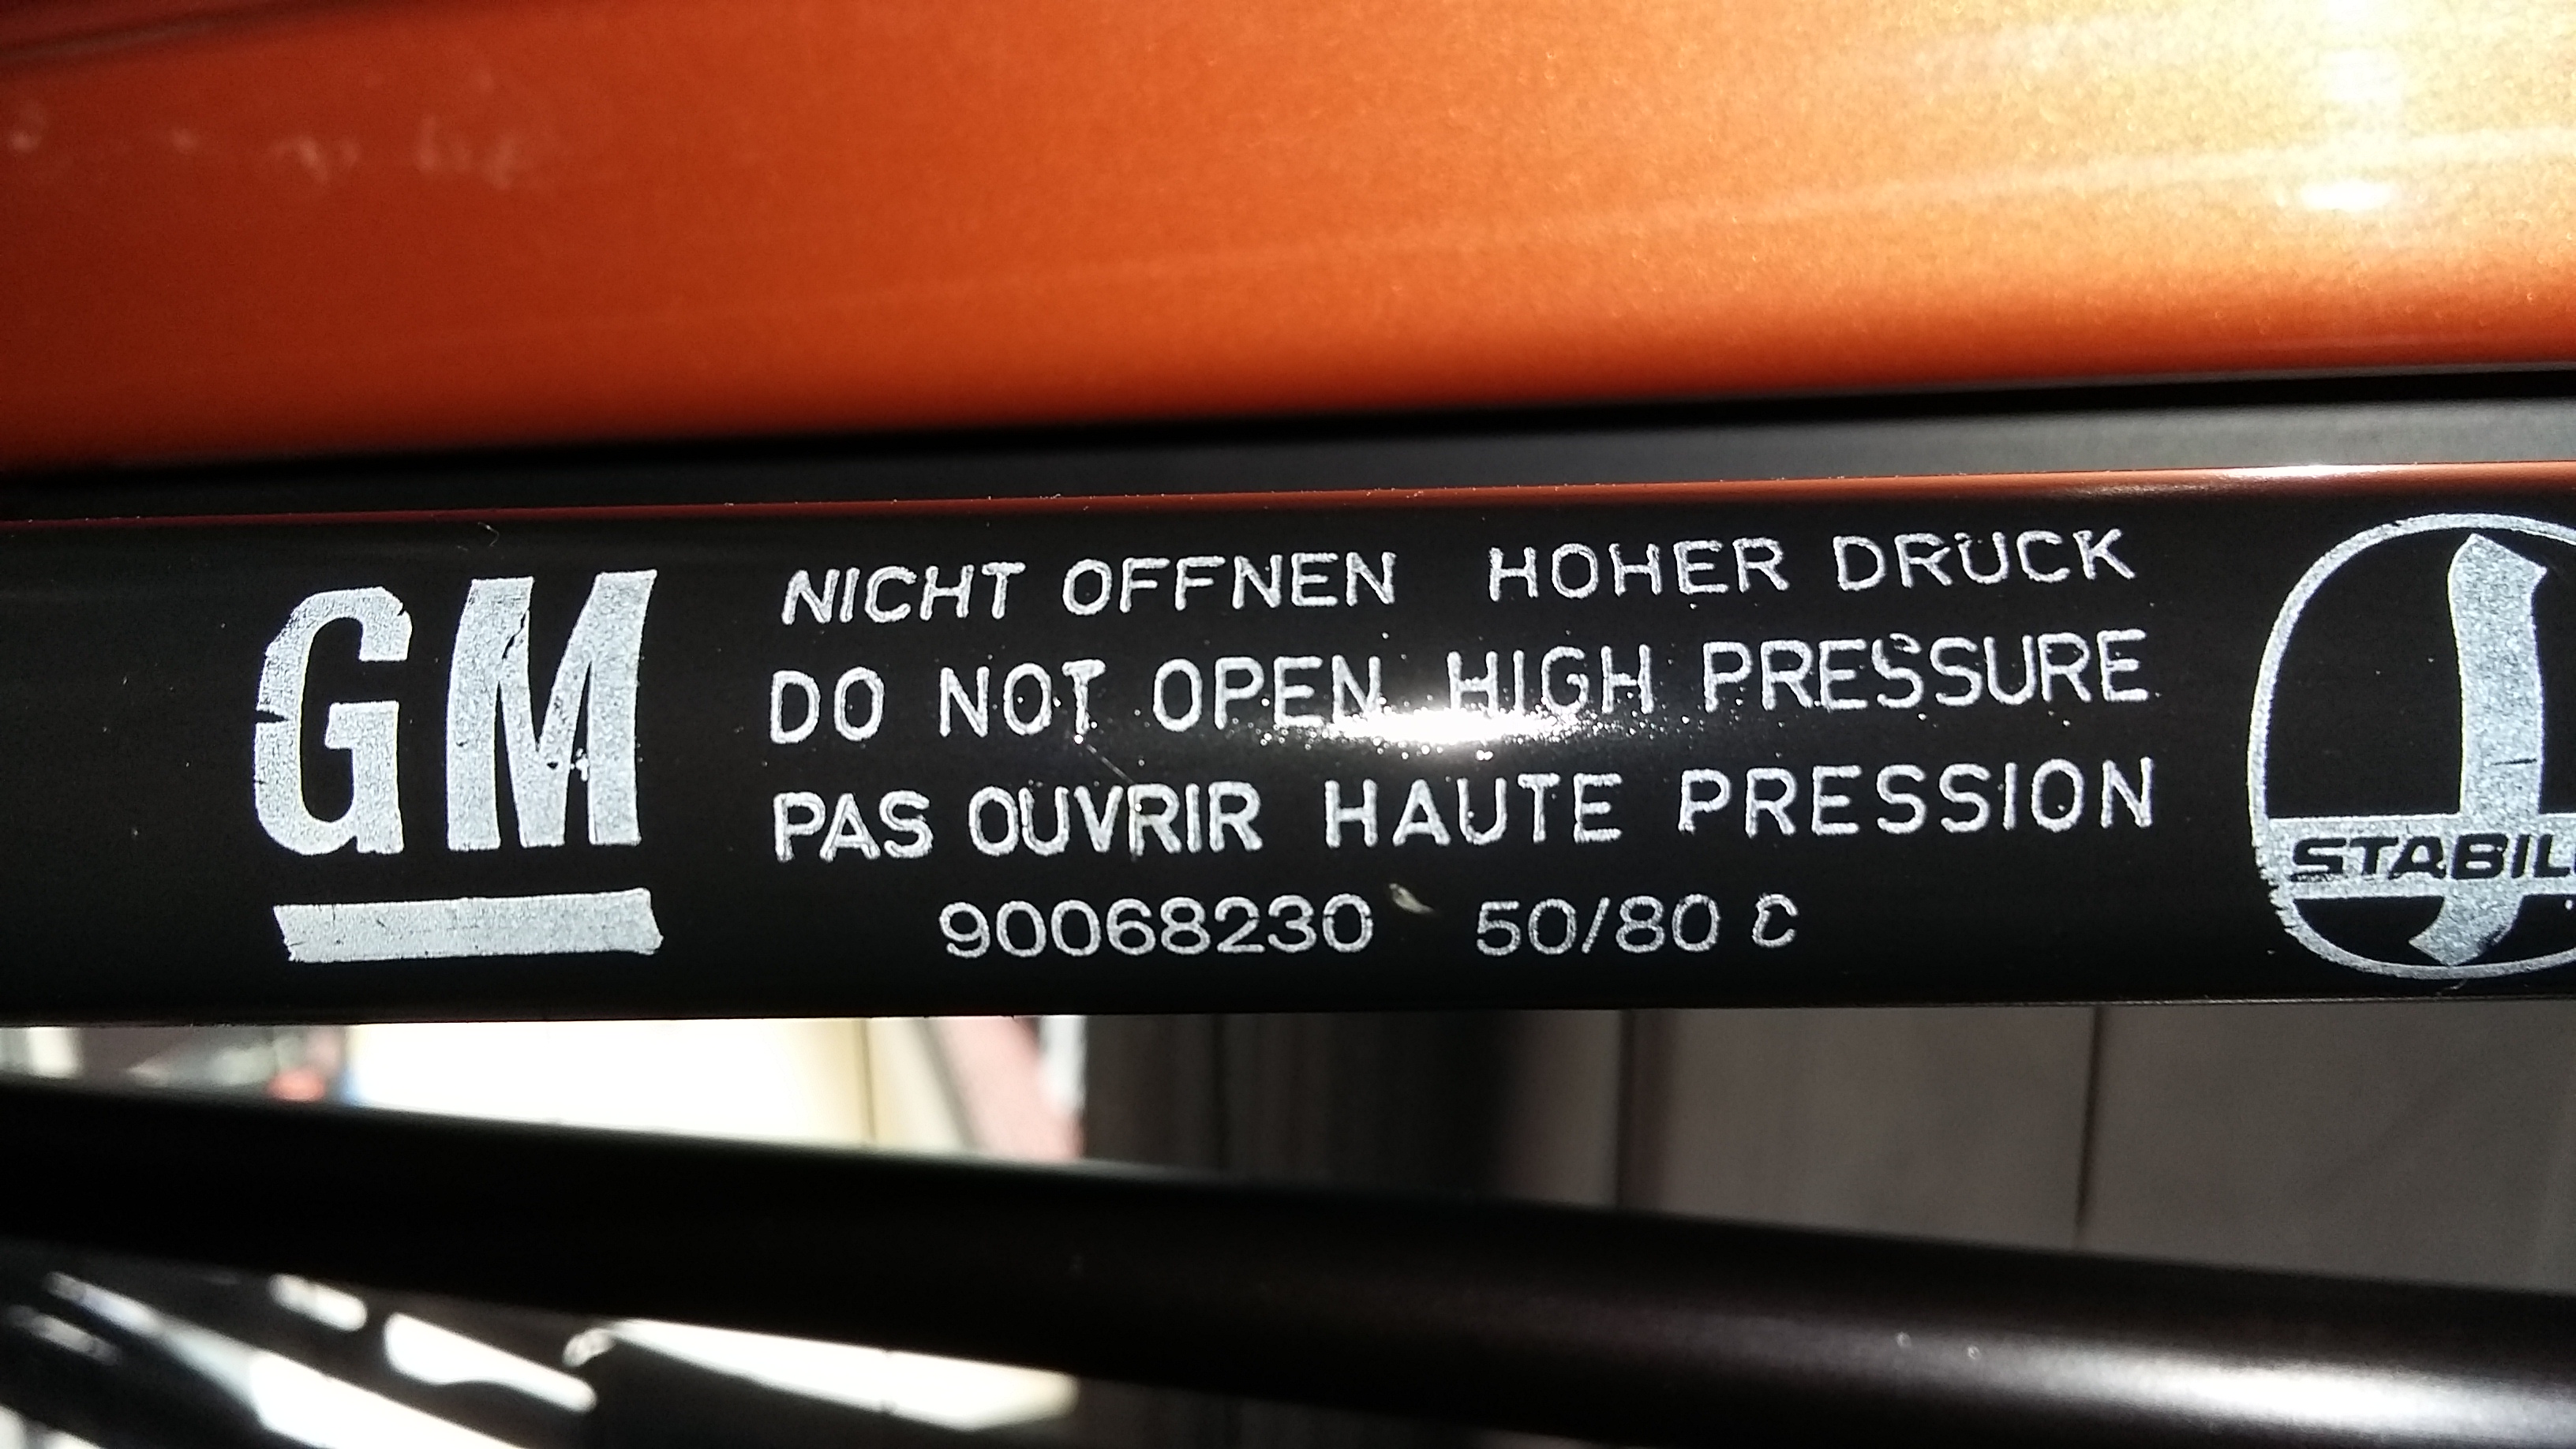 GM
NICHT OFFNEN HOHER DRUCK
DO NOT OPEN HIGH PRESSURE
PAS OUVRIR HAUTE PRESSION
90068230 50/80 C
STABIL